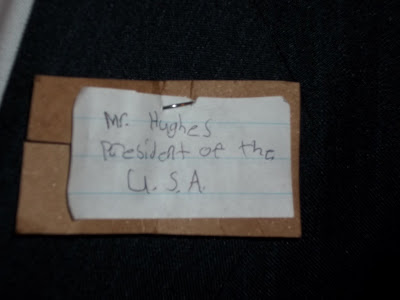 Mr. Hughes
President of the
U.S.A.